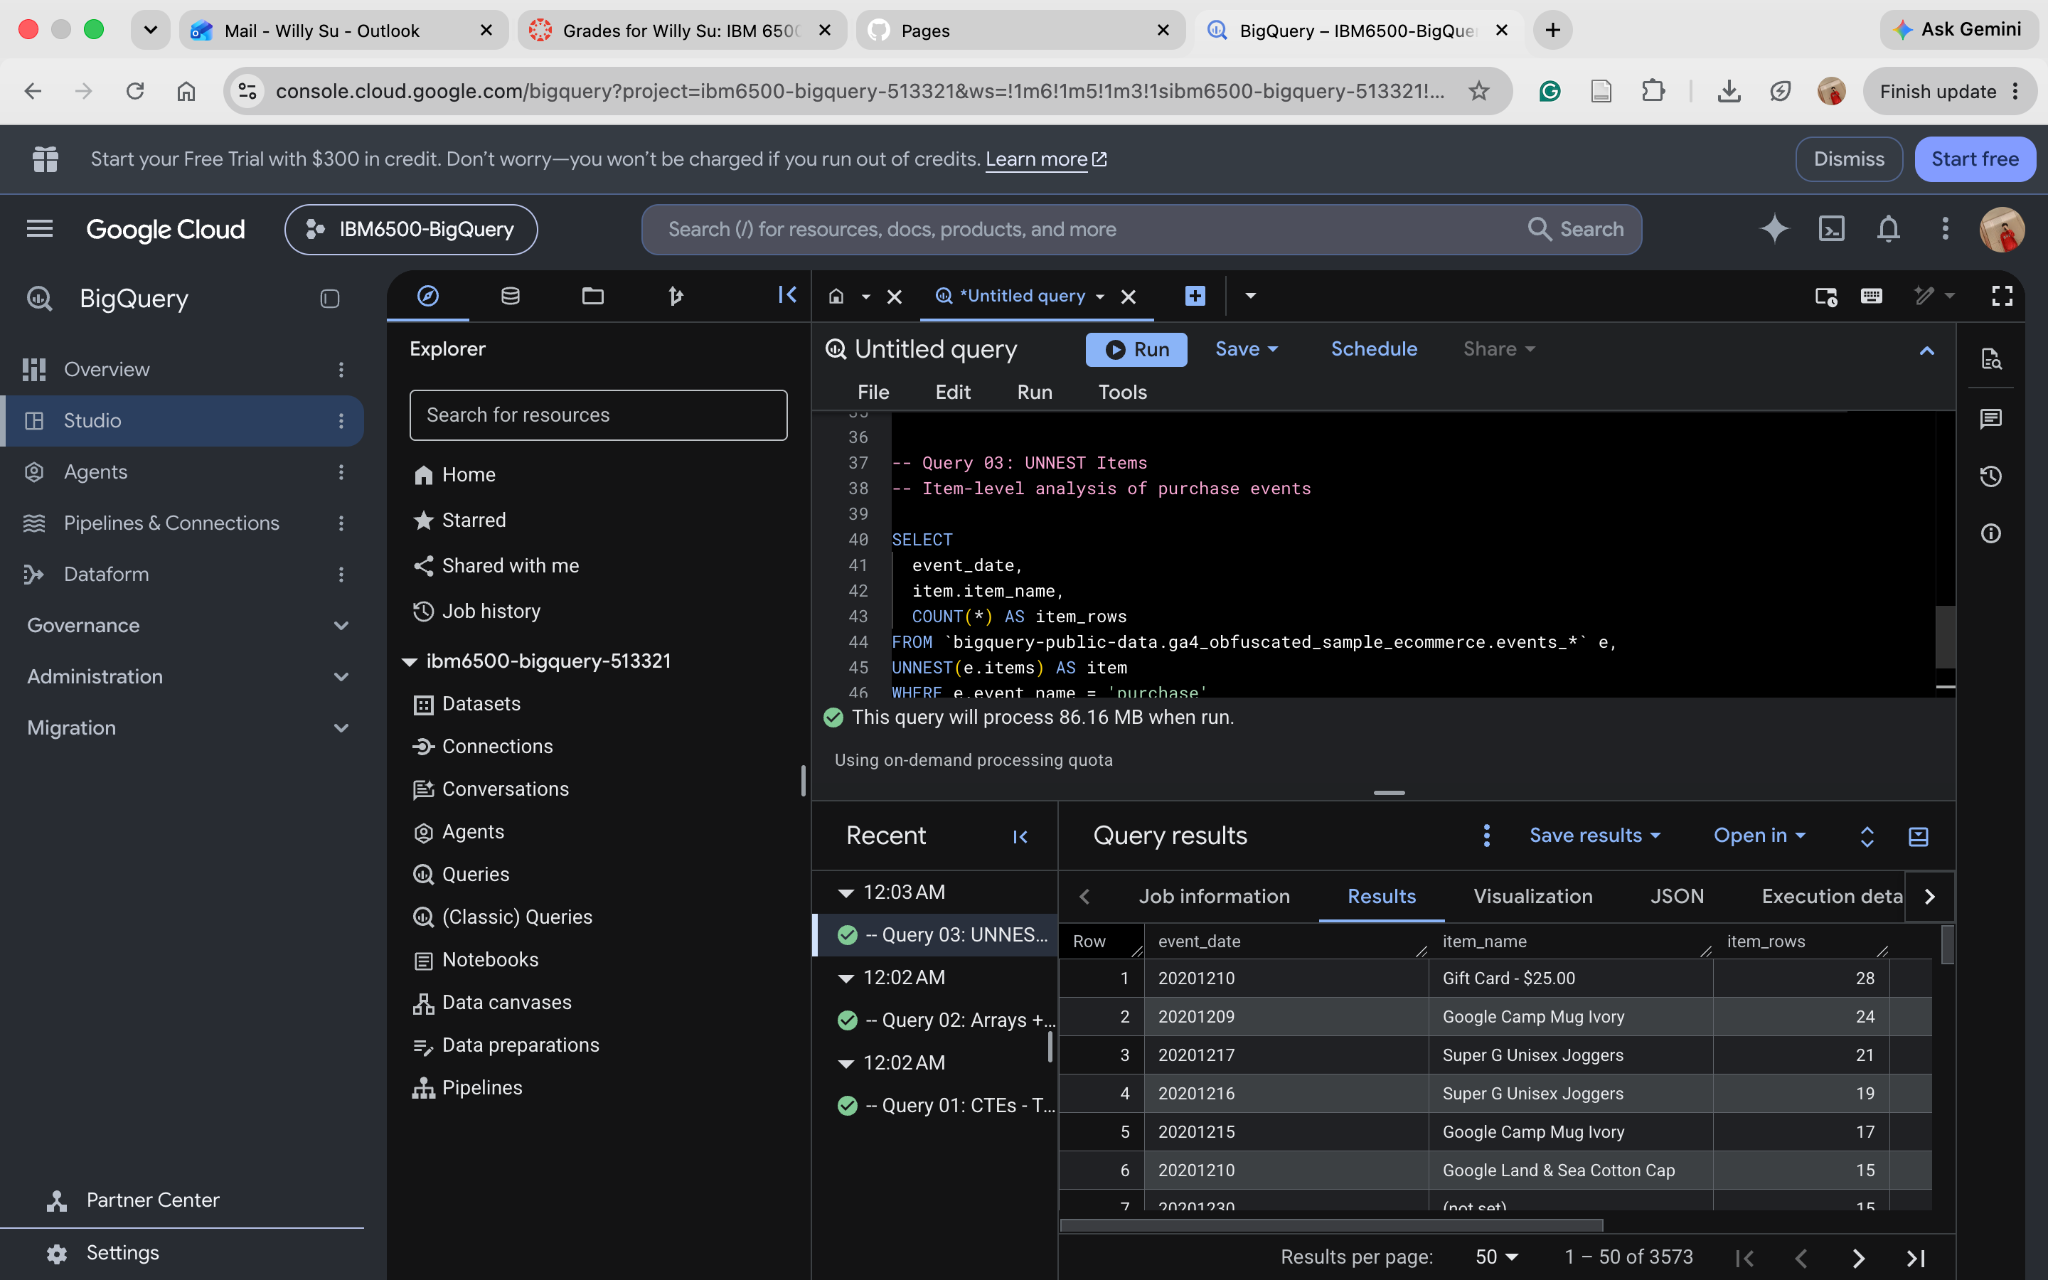 Mail - Willy Su - Outlook
Grades for Willy Su: IBM 650
Pages
BigQuery – IBM6500-BigQue
Ask Gemini
console.cloud.google.com/bigquery?project=ibm6500-bigquery-513321&ws=!1m6!1m5!1m3!1sibm6500-bigquery-513321!...
Finish update
Start your Free Trial with $300 in credit. Don't worry—you won't be charged if you run out of credits. Learn more
Dismiss
Start free
Google Cloud
IBM6500-BigQuery
Search (/) for resources, docs, products, and more
Search
BigQuery
Overview
Studio
Agents
Pipelines & Connections
Dataform
Governance
Administration
Migration
Partner Center
Settings
Explorer
Search for resources
Home
Starred
Shared with me
Job history
ibm6500-bigquery-513321
Datasets
Connections
Conversations
Agents
Queries
(Classic) Queries
Notebooks
Data canvases
Data preparations
Pipelines
*Untitled query
Untitled query
Run
Save
Schedule
Share
File Edit Run Tools
35
36
37 -- Query 03: UNNEST Items
38 -- Item-level analysis of purchase events
39
40 SELECT
41 event_date,
42 item.item_name,
43 COUNT(*) AS item_rows
44 FROM `bigquery-public-data.ga4_obfuscated_sample_ecommerce.events_*` e,
45 UNNEST(e.items) AS item
46 WHERE e.event_name = 'purchase'
This query will process 86.16 MB when run.
Using on-demand processing quota
Recent
12:03 AM
-- Query 03: UNNES...
12:02 AM
-- Query 02: Arrays +...
12:02 AM
-- Query 01: CTEs - T...
Query results
Save results
Open in
Job information Results Visualization JSON Execution deta
Row event_date item_name item_rows
1 20201210 Gift Card - $25.00 28
2 20201209 Google Camp Mug Ivory 24
3 20201217 Super G Unisex Joggers 21
4 20201216 Super G Unisex Joggers 19
5 20201215 Google Camp Mug Ivory 17
6 20201210 Google Land & Sea Cotton Cap 15
7 20201230 (not set) 15
Results per page: 50 1 – 50 of 3573